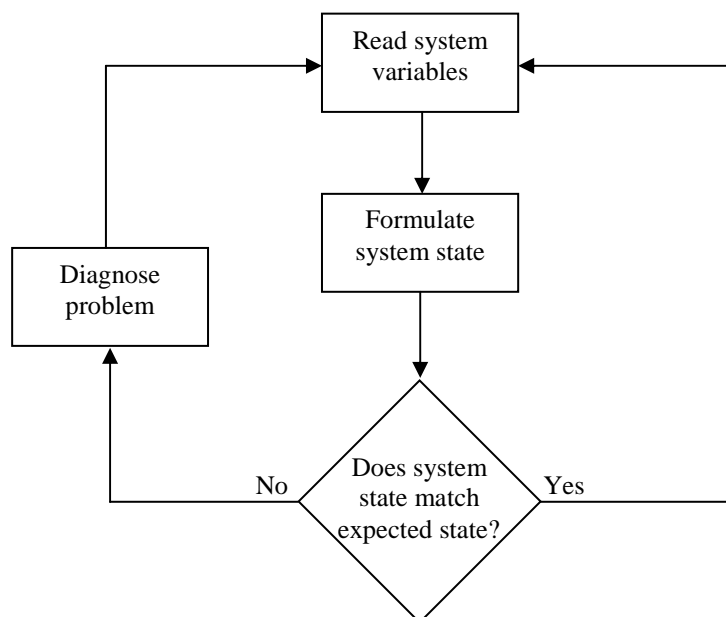 Read system
variables
Formulate
system state
Diagnose
problem
Does system
state match
expected state?
No
Yes